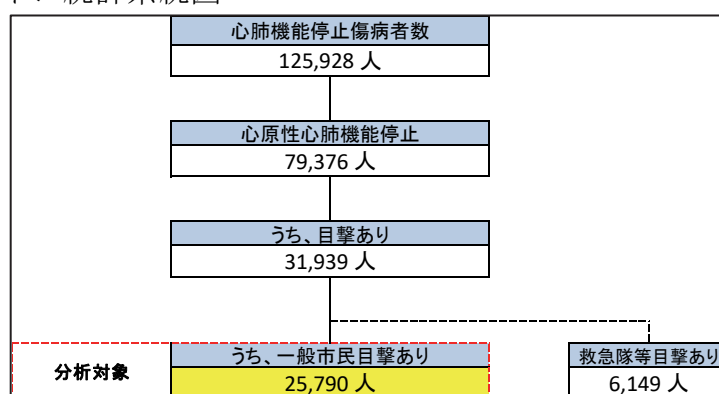 心肺機能停止傷病者数
125,928 人
心原性心肺機能停止
79,376 人
うち、目撃あり
31,939 人
うち、一般市民目撃あり
救急隊等目撃あり
分析対象
25,790 人
6,149 人